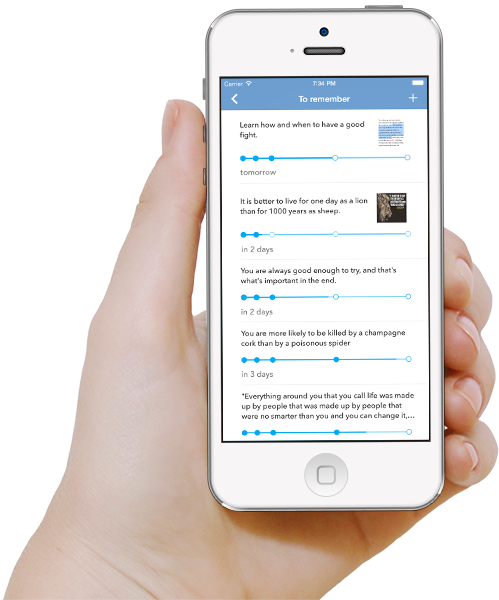 Carrier 7:34 PM
To remember
Learn how and when to have a good
fight.
tomorrow
It is better to live for one day as a lion
than for 1000 years as sheep.
in 2 days
You are always good enough to try, and that's
what's important in the end.
in 2 days
You are more likely to be killed by a champagne
cork than by a poisonous spider
in 3 days
"Everything around you that you call life was made
up by people that was made up by people that
were no smarter than you and you can change it,...